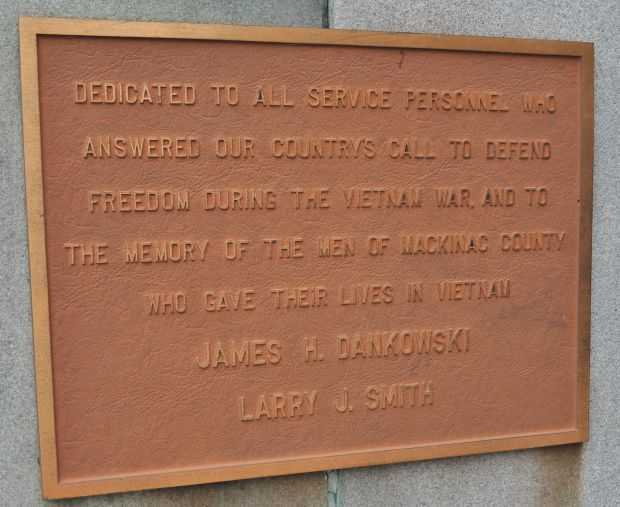 DEDICATED TO ALL SERVICE PERSONNEL WHO
ANSWERED OUR COUNTRY'S CALL TO DEFEND
FREEDOM DURING THE VIETNAM WAR, AND TO
THE MEMORY OF THE MEN OF MACKINAC COUNTY
WHO GAVE THEIR LIVES IN VIETNAM
JAMES H. DANKOWSKI
LARRY J. SMITH